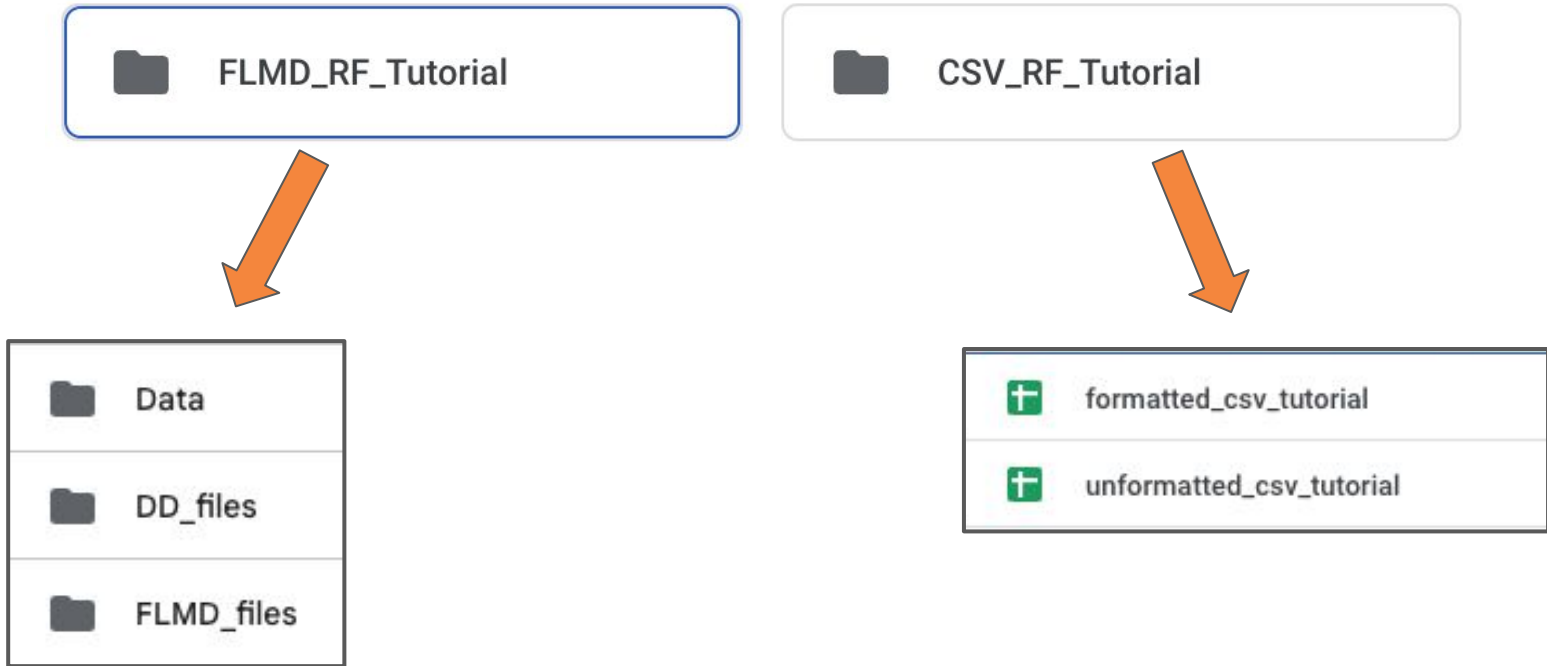 FLMD_RF_Tutorial
CSV_RF_Tutorial
Data
DD_files
FLMD_files
formatted_csv_tutorial
unformatted_csv_tutorial